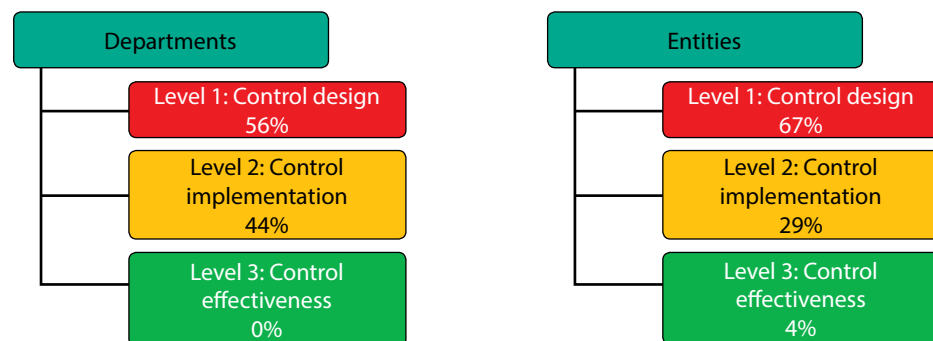 Departments
Level 1: Control design
56%
Level 2: Control
implementation
44%
Level 3: Control
effectiveness
0%
Entities
Level 1: Control design
67%
Level 2: Control
implementation
29%
Level 3: Control
effectiveness
4%